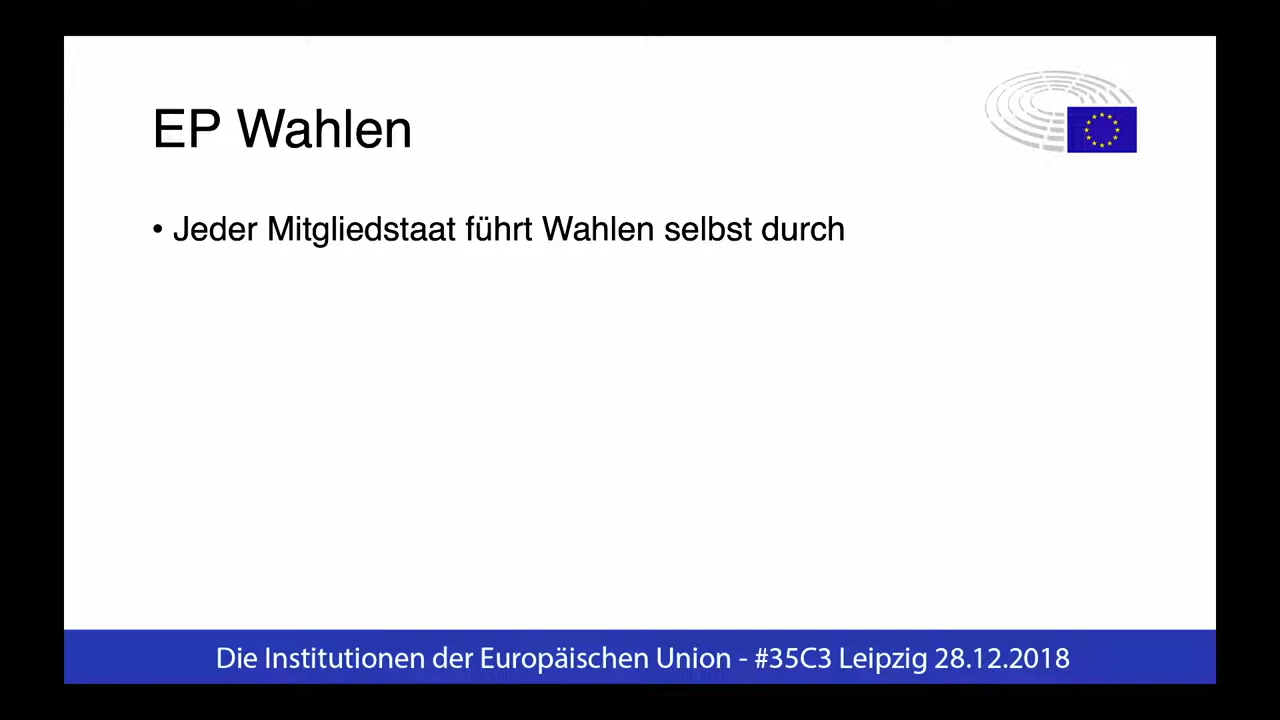 EP Wahlen
• Jeder Mitgliedstaat führt Wahlen selbst durch
Die Institutionen der Europäischen Union - #35C3 Leipzig 28.12.2018